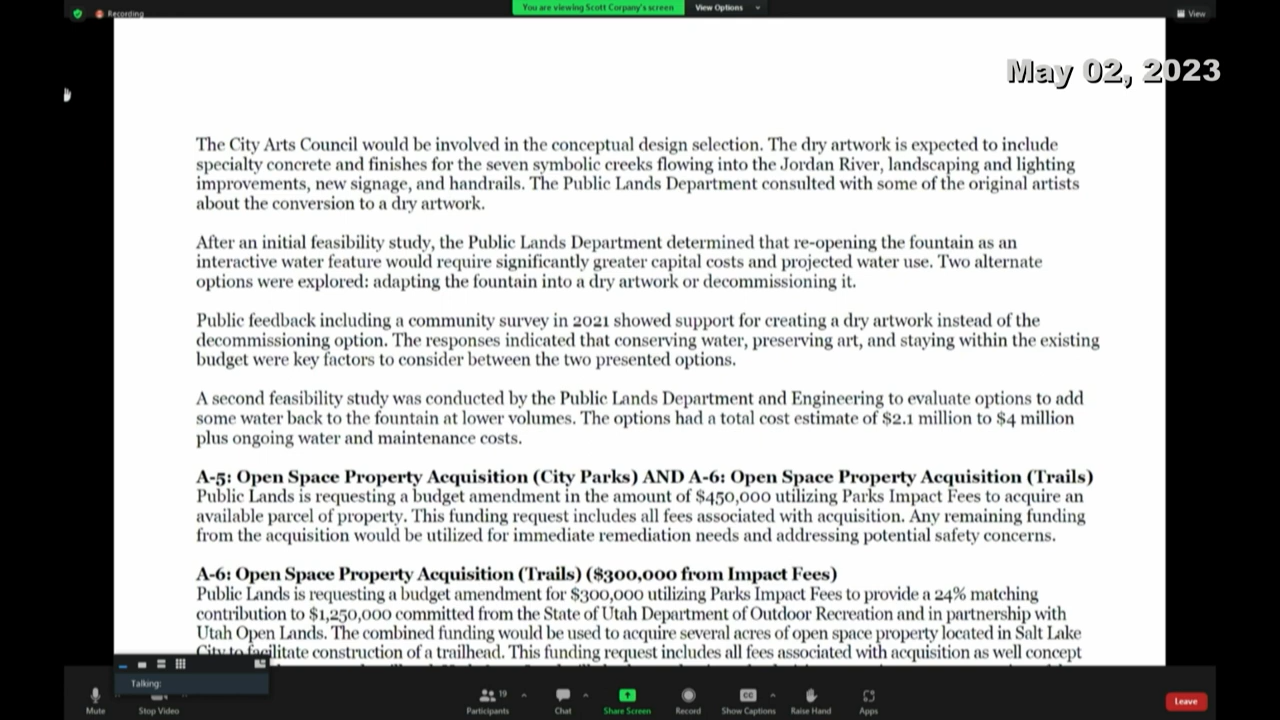 Recording
You are viewing Scott Corpany's screen
View Options
View
May 02, 2023
The City Arts Council would be involved in the conceptual design selection. The dry artwork is expected to include
specialty concrete and finishes for the seven symbolic creeks flowing into the Jordan River, landscaping and lighting
improvements, new signage, and handrails. The Public Lands Department consulted with some of the original artists
about the conversion to a dry artwork.
After an initial feasibility study, the Public Lands Department determined that re-opening the fountain as an
interactive water feature would require significantly greater capital costs and projected water use. Two alternate
options were explored: adapting the fountain into a dry artwork or decommissioning it.
Public feedback including a community survey in 2021 showed support for creating a dry artwork instead of the
decommissioning option. The responses indicated that conserving water, preserving art, and staying within the existing
budget were key factors to consider between the two presented options.
A second feasibility study was conducted by the Public Lands Department and Engineering to evaluate options to add
some water back to the fountain at lower volumes. The options had a total cost estimate of $2.1 million to $4 million
plus ongoing water and maintenance costs.
A-5: Open Space Property Acquisition (City Parks) AND A-6: Open Space Property Acquisition (Trails)
Public Lands is requesting a budget amendment in the amount of $450,000 utilizing Parks Impact Fees to acquire an
available parcel of property. This funding request includes all fees associated with acquisition. Any remaining funding
from the acquisition would be utilized for immediate remediation needs and addressing potential safety concerns.
A-6: Open Space Property Acquisition (Trails) ($300,000 from Impact Fees)
Public Lands is requesting a budget amendment for $300,000 utilizing Parks Impact Fees to provide a 24% matching
contribution to $1,250,000 committed from the State of Utah Department of Outdoor Recreation and in partnership with
Utah Open Lands. The combined funding would be used to acquire several acres of open space property located in Salt Lake
City to facilitate construction of a trailhead. This funding request includes all fees associated with acquisition as well concept
Talking:
Mute
Stop Video
Participants
19
Chat
Share Screen
Record
CC
Show Captions
Raise Hand
Apps
Leave